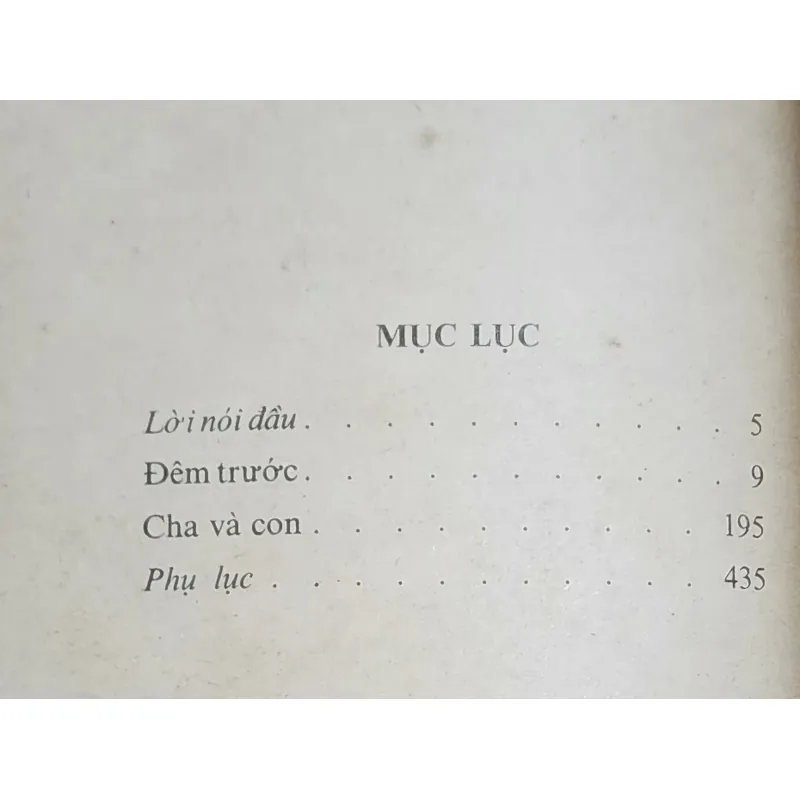 MỤC LỤC
Lời nói đầu . . . . . . . . . . . 5
Đêm trước . . . . . . . . . . . 9
Cha và con . . . . . . . . . . 195
Phụ lục . . . . . . . . . . . 435